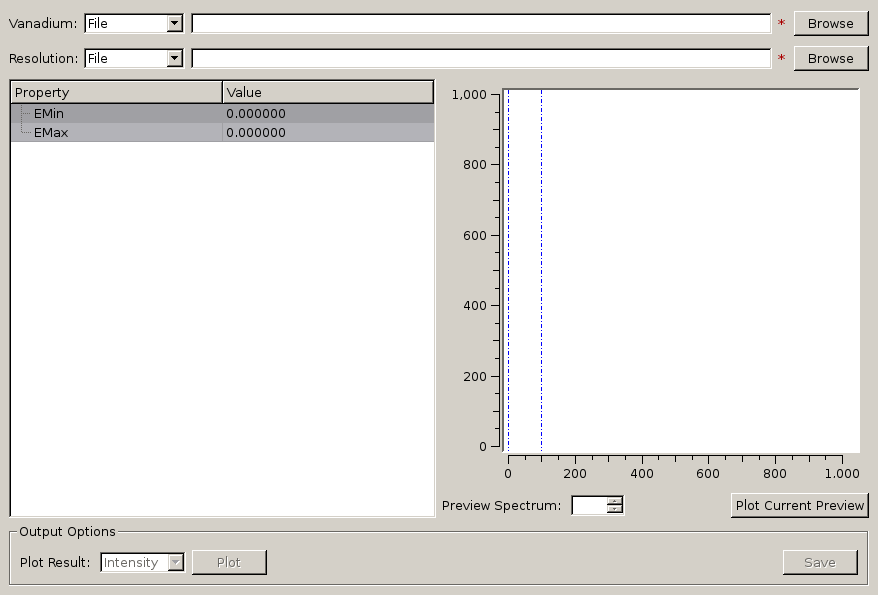 Vanadium: File * Browse
Resolution: File * Browse
Property Value
EMin 0.000000
EMax 0.000000
1,000
800
600
400
200
0
0 200 400 600 800 1.000
Preview Spectrum: Plot Current Preview
Output Options
Plot Result: Intensity Plot Save